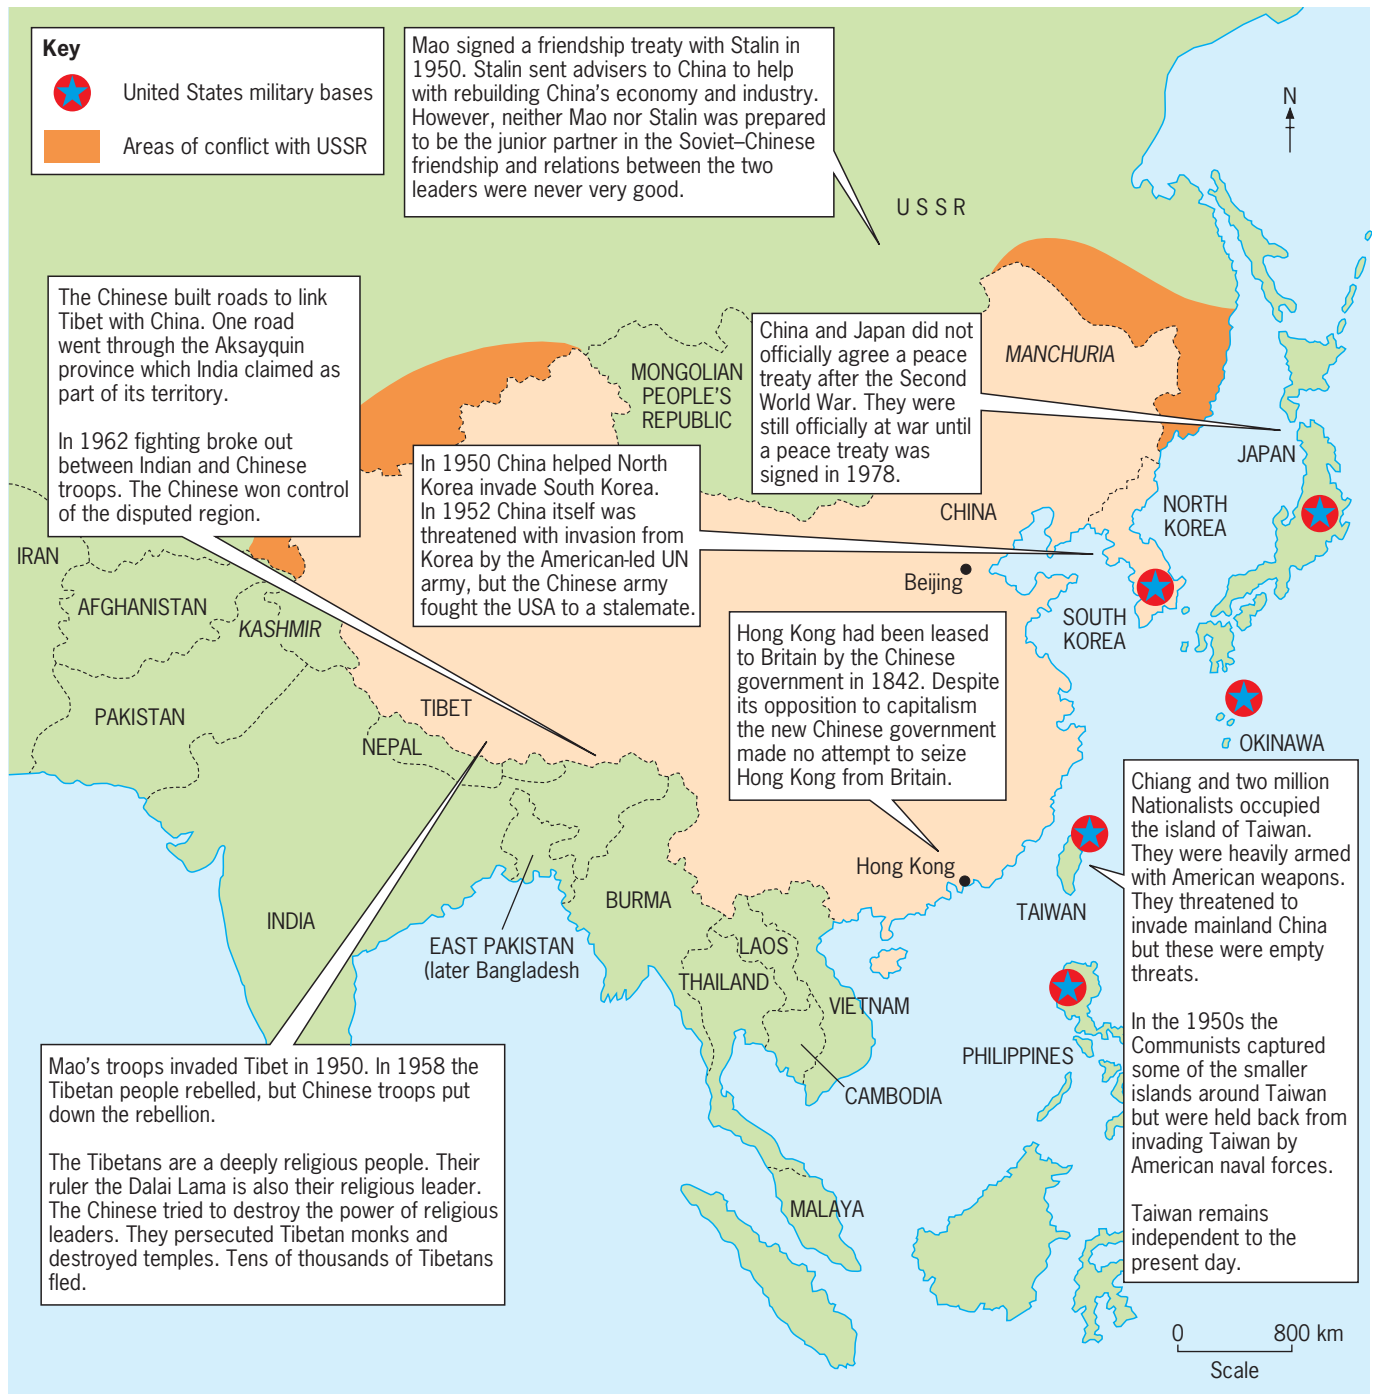 Key
United States military bases
Areas of conflict with USSR
Mao signed a friendship treaty with Stalin in
1950. Stalin sent advisers to China to help
with rebuilding China's economy and industry.
However, neither Mao nor Stalin was prepared
to be the junior partner in the Soviet–Chinese
friendship and relations between the two
leaders were never very good.
N
USSR
The Chinese built roads to link
Tibet with China. One road
went through the Aksayquin
province which India claimed as
part of its territory.
In 1962 fighting broke out
between Indian and Chinese
troops. The Chinese won control
of the disputed region.
MONGOLIAN
PEOPLE'S
REPUBLIC
China and Japan did not
officially agree a peace
treaty after the Second
World War. They were
still officially at war until
a peace treaty was
signed in 1978.
MANCHURIA
JAPAN
In 1950 China helped North
Korea invade South Korea.
In 1952 China itself was
threatened with invasion from
Korea by the American-led UN
army, but the Chinese army
fought the USA to a stalemate.
CHINA
NORTH
KOREA
Beijing
SOUTH
KOREA
IRAN
AFGHANISTAN
KASHMIR
PAKISTAN
TIBET
NEPAL
Hong Kong had been leased
to Britain by the Chinese
government in 1842. Despite
its opposition to capitalism
the new Chinese government
made no attempt to seize
Hong Kong from Britain.
OKINAWA
Chiang and two million
Nationalists occupied
the island of Taiwan.
They were heavily armed
with American weapons.
They threatened to
invade mainland China
but these were empty
threats.
In the 1950s the
Communists captured
some of the smaller
islands around Taiwan
but were held back from
invading Taiwan by
American naval forces.
Taiwan remains
independent to the
present day.
Hong Kong
TAIWAN
INDIA
BURMA
EAST PAKISTAN
(later Bangladesh
LAOS
THAILAND
VIETNAM
PHILIPPINES
CAMBODIA
MALAYA
Mao's troops invaded Tibet in 1950. In 1958 the
Tibetan people rebelled, but Chinese troops put
down the rebellion.
The Tibetans are a deeply religious people. Their
ruler the Dalai Lama is also their religious leader.
The Chinese tried to destroy the power of religious
leaders. They persecuted Tibetan monks and
destroyed temples. Tens of thousands of Tibetans
fled.
0 800 km
Scale